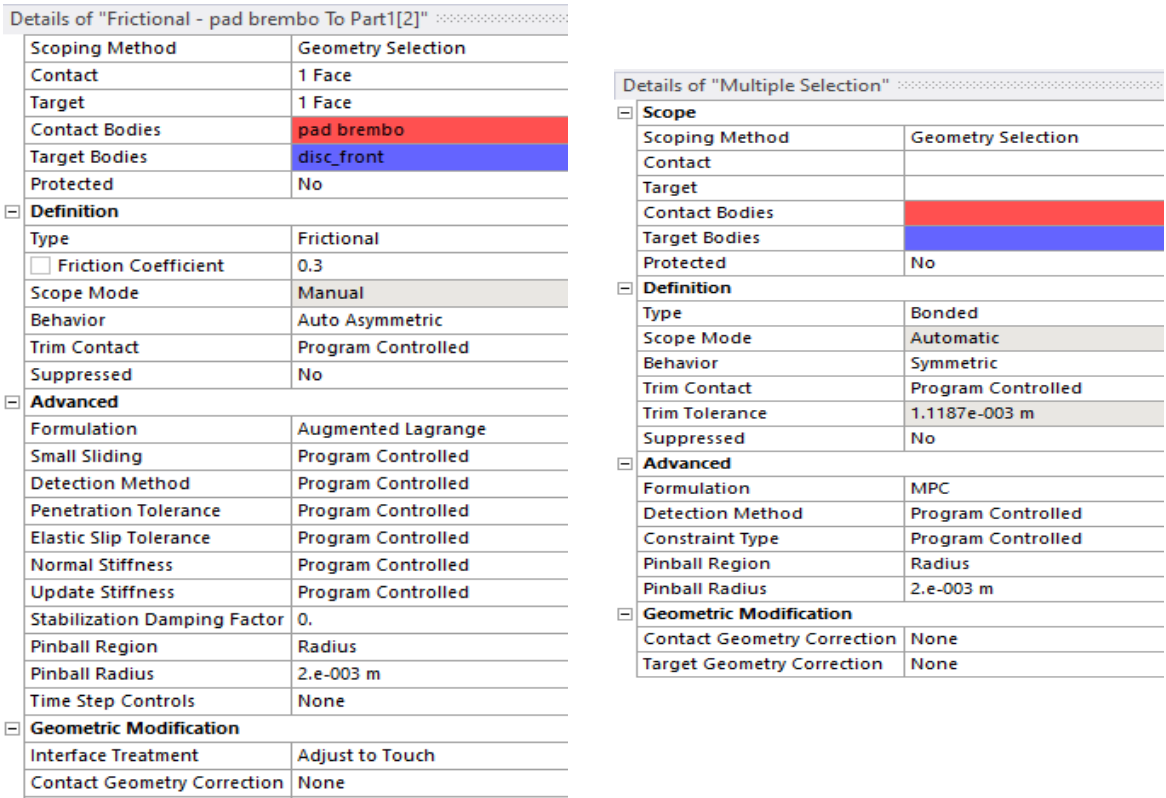 Details of "Frictional - pad brembo To Part1[2]"
Scoping Method Geometry Selection
Contact 1 Face
Target 1 Face
Contact Bodies pad brembo
Target Bodies disc_front
Protected No
Definition
Type Frictional
Friction Coefficient 0.3
Scope Mode Manual
Behavior Auto Asymmetric
Trim Contact Program Controlled
Suppressed No
Advanced
Formulation Augmented Lagrange
Small Sliding Program Controlled
Detection Method Program Controlled
Penetration Tolerance Program Controlled
Elastic Slip Tolerance Program Controlled
Normal Stiffness Program Controlled
Update Stiffness Program Controlled
Stabilization Damping Factor 0.
Pinball Region Radius
Pinball Radius 2.e-003 m
Time Step Controls None
Geometric Modification
Interface Treatment Adjust to Touch
Contact Geometry Correction None
Details of "Multiple Selection"
Scope
Scoping Method Geometry Selection
Contact
Target
Contact Bodies
Target Bodies
Protected No
Definition
Type Bonded
Scope Mode Automatic
Behavior Symmetric
Trim Contact Program Controlled
Trim Tolerance 1.1187e-003 m
Suppressed No
Advanced
Formulation MPC
Detection Method Program Controlled
Constraint Type Program Controlled
Pinball Region Radius
Pinball Radius 2.e-003 m
Geometric Modification
Contact Geometry Correction None
Target Geometry Correction None